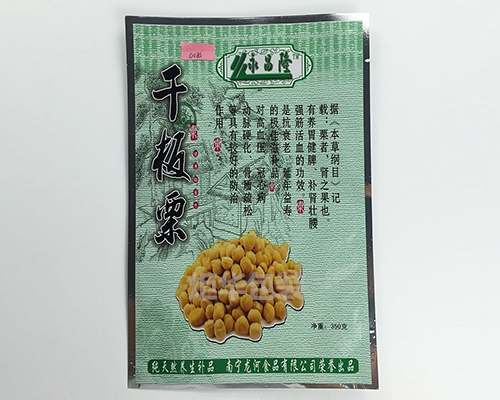 永昌隆
干板栗
据《本草纲目》记
载：栗者，肾之果也。
有养胃健脾、补肾壮腰
强筋活血的功效。
是抗衰老、延年益寿
的极佳滋补品
对高血压、冠心病
动脉硬化、骨质疏松
等具有较好的防治
作用。
包装
净重：350克
纯天然养生补品 南宁龙河食品有限公司荣誉出品